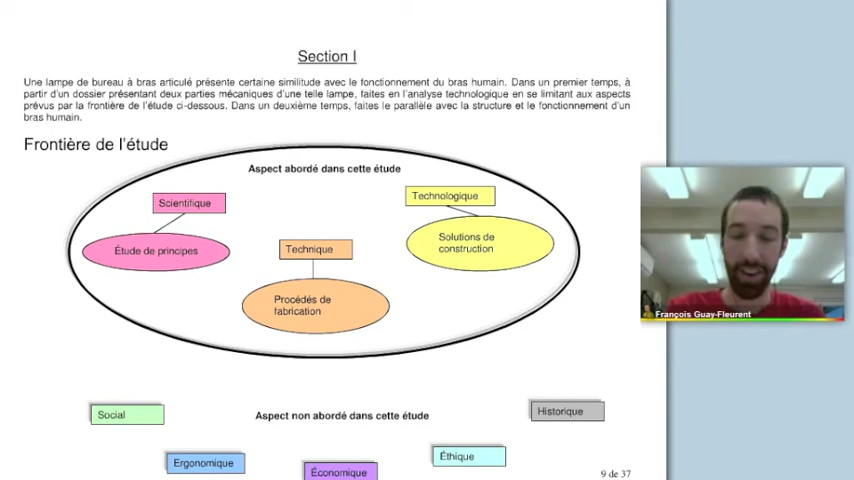 Section I
Une lampe de bureau à bras articulé présente certaine similitude avec le fonctionnement du bras humain. Dans un premier temps, à
partir d'un dossier présentant deux parties mécaniques d'une telle lampe, faites en l'analyse technologique en se limitant aux aspects
prévus par la frontière de l'étude ci-dessous. Dans un deuxième temps, faites le parallèle avec la structure et le fonctionnement d'un
bras humain.
Frontière de l'étude
Aspect abordé dans cette étude
Scientifique
Technologique
Étude de principes
Technique
Solutions de
construction
Procédés de
fabrication
François Guay-Fleurent
Social
Aspect non abordé dans cette étude
Historique
Ergonomique
Économique
Éthique
9 de 37